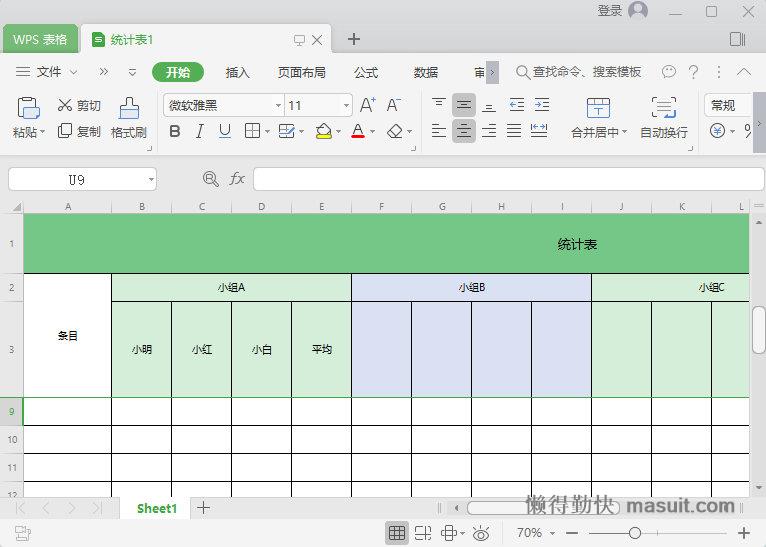 登录
WPS 表格 统计表1
文件 开始 插入 页面布局 公式 数据 审 查找命令、搜索模板
剪切 微软雅黑 11 常规
粘贴 复制 格式刷 B I U A 合并居中 自动换行
U9 fx
A B C D E F G H I J K L
1 统计表
2 小组A 小组B 小组C
条目
3 小明 小红 小白 平均
9
10
11
12
懒得勤快 masuit.com
Sheet1
70%